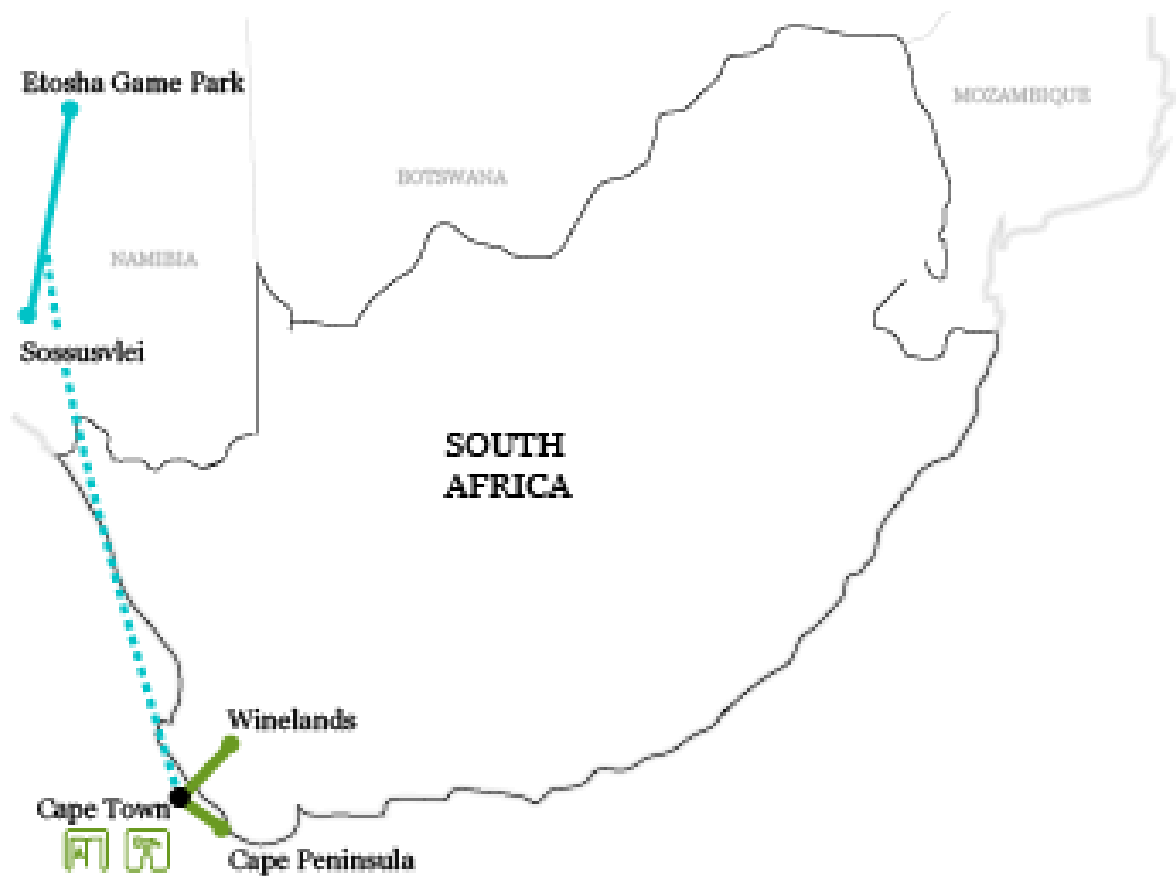 Etosha Game Park
MOZAMBIQUE
BOTSWANA
NAMIBIA
Sossusvlei
SOUTH
AFRICA
Winelands
Cape Town
Cape Peninsula